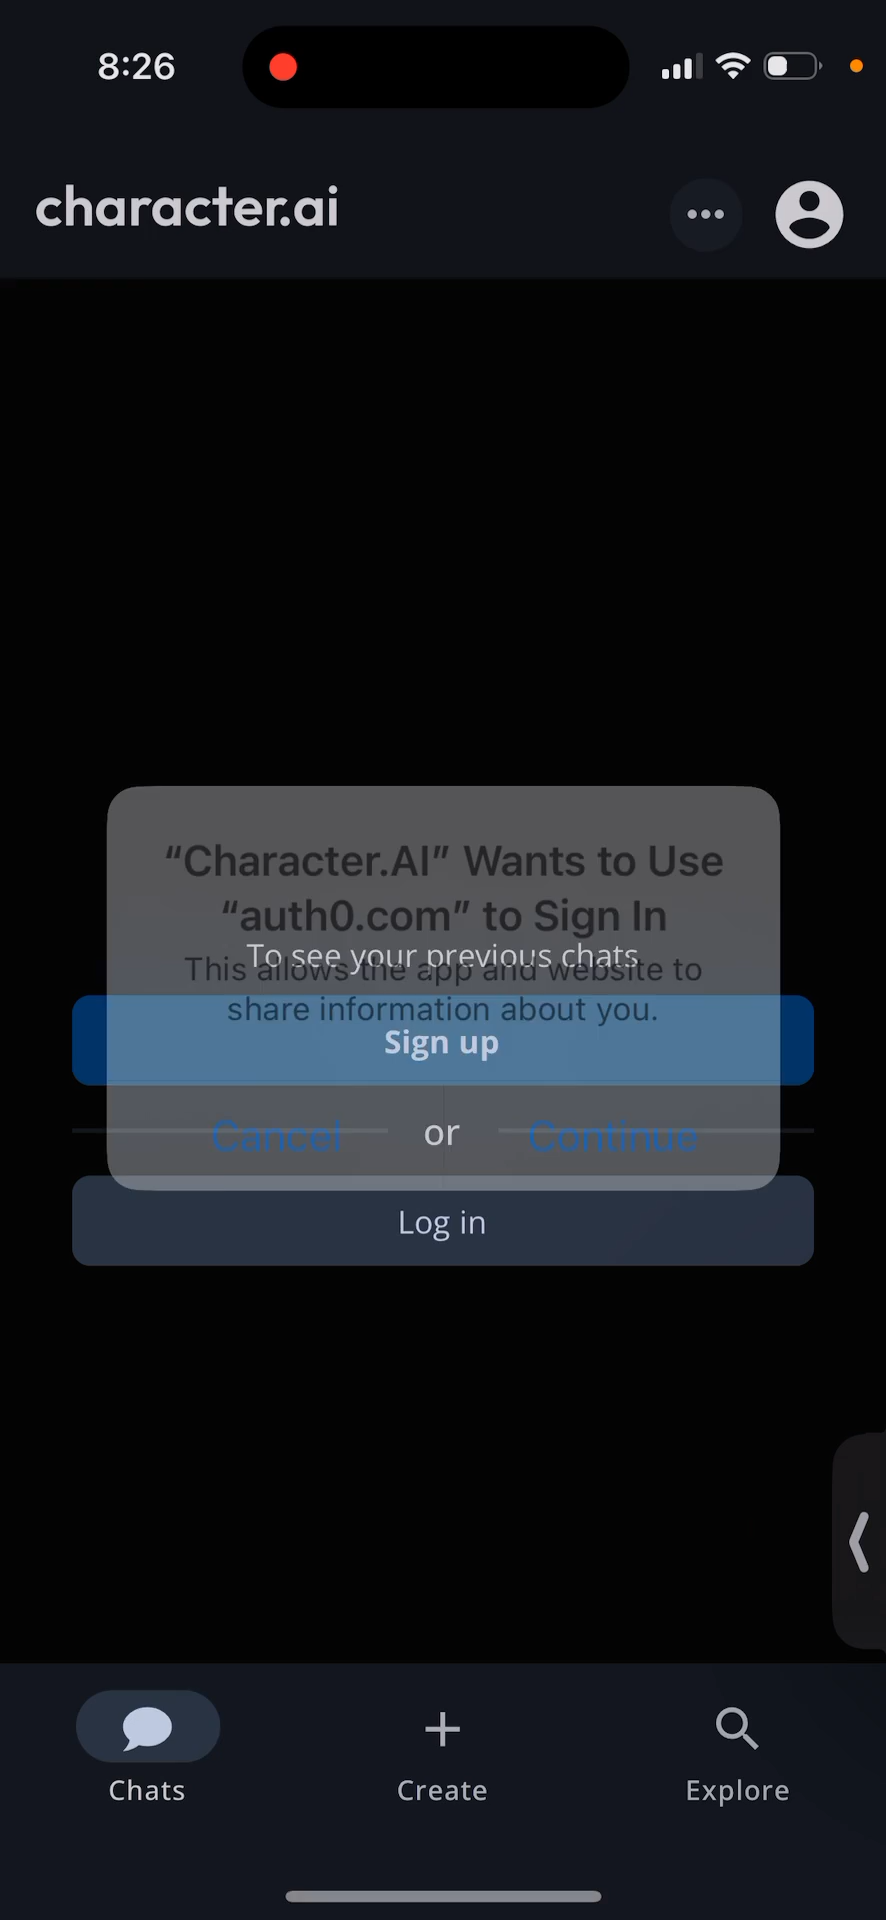 8:26
character.ai
“Character.AI” Wants to Use
“auth0.com” to Sign In
To see your previous chats
This allows the app and website to
share information about you.
Sign up
Cancel
or
Continue
Log in
Chats
Create
Explore